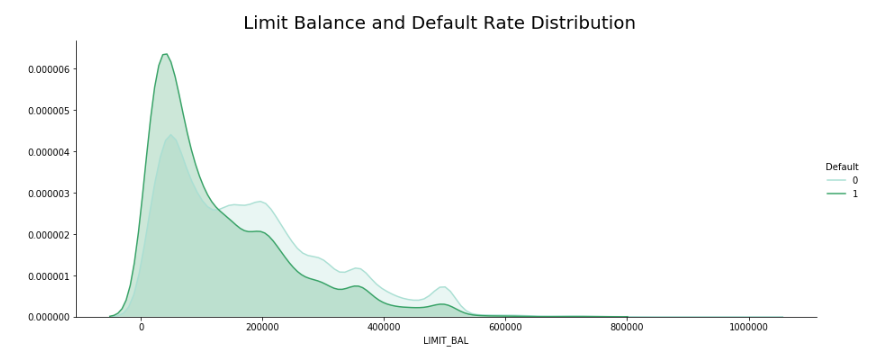 Limit Balance and Default Rate Distribution
0.000006
0.000005
0.000004
0.000003
0.000002
0.000001
0.000000
0 200000 400000 600000 800000 1000000
LIMIT_BAL
Default
0
1